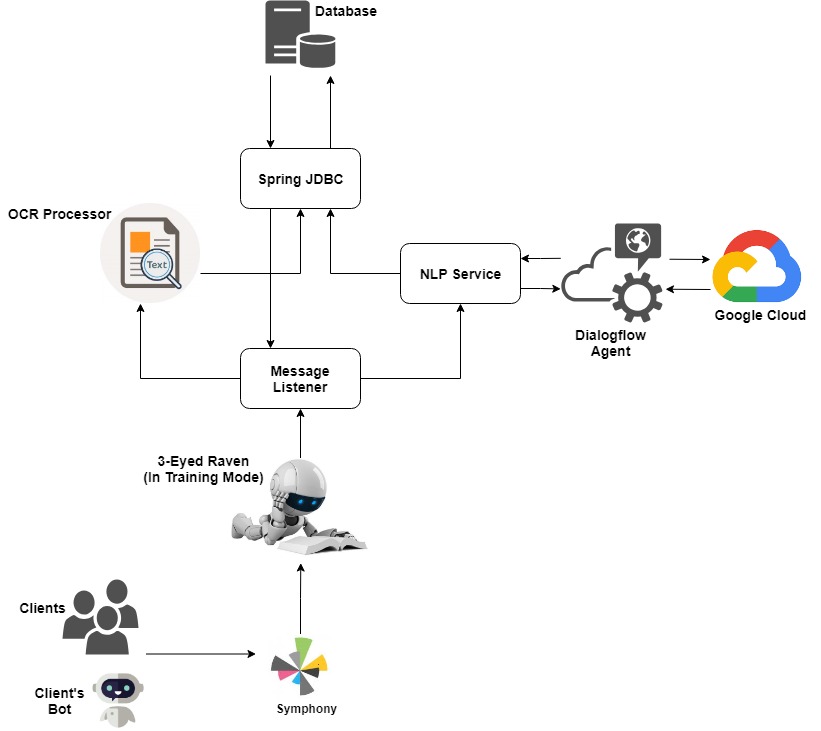 Database
Spring JDBC
OCR Processor
Text
NLP Service
Google Cloud
Dialogflow
Agent
Message
Listener
3-Eyed Raven
(In Training Mode)
Clients
Client's
Bot
Symphony